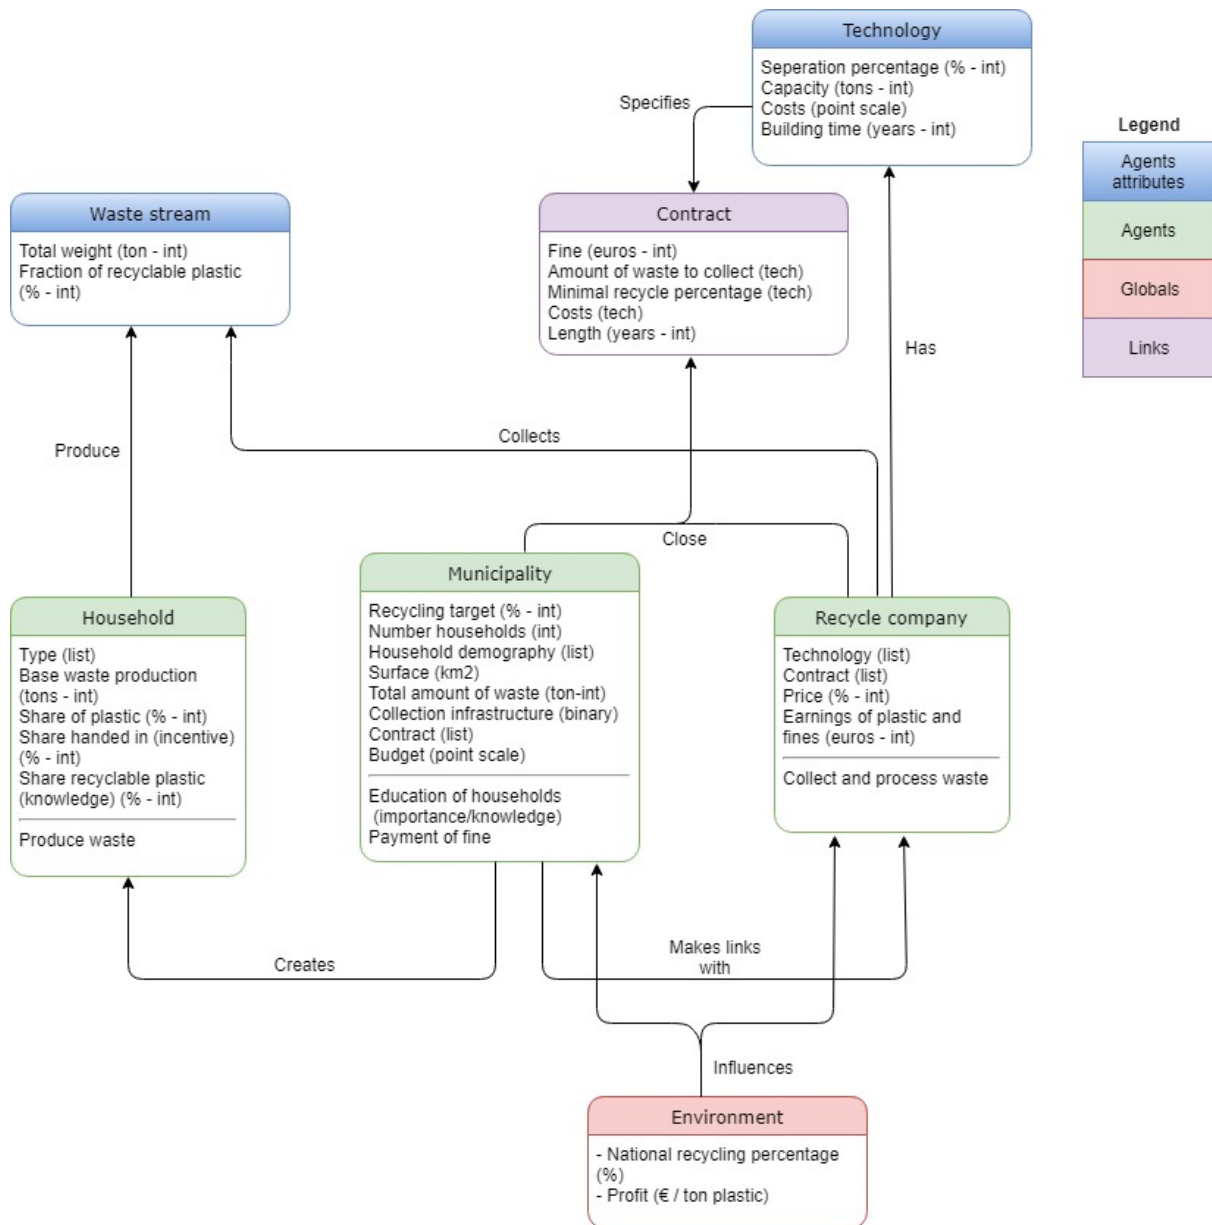 Technology
Seperation percentage (% - int)
Capacity (tons - int)
Costs (point scale)
Building time (years - int)
Specifies
Legend
Agents
attributes
Agents
Globals
Links
Waste stream
Total weight (ton - int)
Fraction of recyclable plastic
(% - int)
Contract
Fine (euros - int)
Amount of waste to collect (tech)
Minimal recycle percentage (tech)
Costs (tech)
Length (years - int)
Has
Collects
Produce
Close
Household
Type (list)
Base waste production
(tons - int)
Share of plastic (% - int)
Share handed in (incentive)
(% - int)
Share recyclable plastic
(knowledge) (% - int)
Produce waste
Municipality
Recycling target (% - int)
Number households (int)
Household demography (list)
Surface (km2)
Total amount of waste (ton-int)
Collection infrastructure (binary)
Contract (list)
Budget (point scale)
Education of households
(importance/knowledge)
Payment of fine
Recycle company
Technology (list)
Contract (list)
Price (% - int)
Earnings of plastic and
fines (euros - int)
Collect and process waste
Creates
Makes links
with
Influences
Environment
- National recycling percentage
(%)
- Profit (€ / ton plastic)